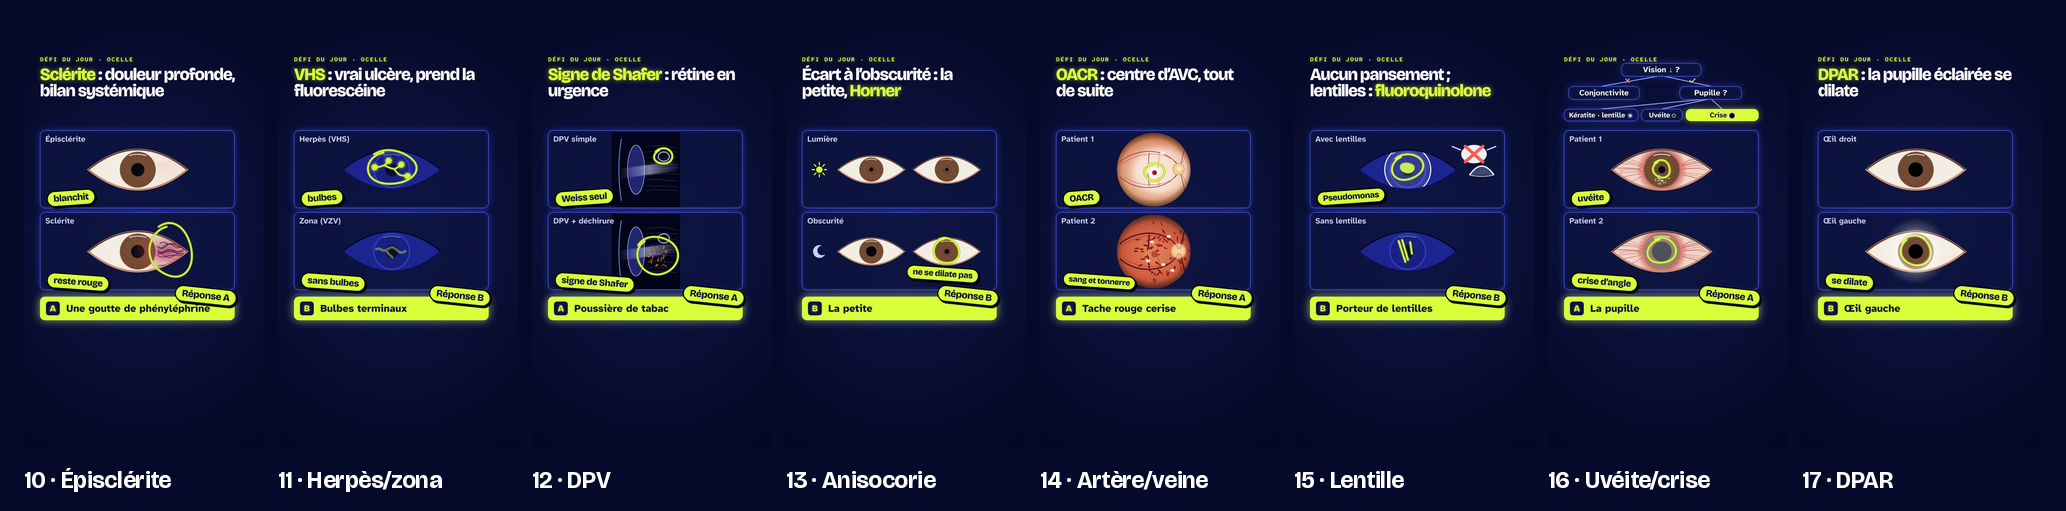 DÉFI DU JOUR · OCELLE
Sclérite : douleur profonde,
bilan systémique
Épisclérite
blanchit
Sclérite
reste rouge
Réponse A
A Une goutte de phényléphrine
10 · Épisclérite
DÉFI DU JOUR · OCELLE
VHS : vrai ulcère, prend la
fluorescéine
Herpès (VHS)
bulbes
Zona (VZV)
sans bulbes
Réponse B
B Bulbes terminaux
11 · Herpès/zona
DÉFI DU JOUR · OCELLE
Signe de Shafer : rétine en
urgence
DPV simple
Weiss seul
DPV + déchirure
signe de Shafer
Réponse A
A Poussière de tabac
12 · DPV
DÉFI DU JOUR · OCELLE
Écart à l'obscurité : la
petite, Horner
Lumière
Obscurité
ne se dilate pas
Réponse B
B La petite
13 · Anisocorie
DÉFI DU JOUR · OCELLE
OACR : centre d'AVC, tout
de suite
Patient 1
OACR
Patient 2
sang et tonnerre
Réponse A
A Tache rouge cerise
14 · Artère/veine
DÉFI DU JOUR · OCELLE
Aucun pansement ;
lentilles : fluoroquinolone
Avec lentilles
Pseudomonas
Sans lentilles
Réponse B
B Porteur de lentilles
15 · Lentille
DÉFI DU JOUR · OCELLE
Vision ↓ ?
Conjonctivite
Pupille ?
Kératite · lentille
Uvéite
Crise
Patient 1
uvéite
Patient 2
crise d'angle
Réponse A
A La pupille
16 · Uvéite/crise
DÉFI DU JOUR · OCELLE
DPAR : la pupille éclairée se
dilate
Œil droit
Œil gauche
se dilate
Réponse B
B Œil gauche
17 · DPAR